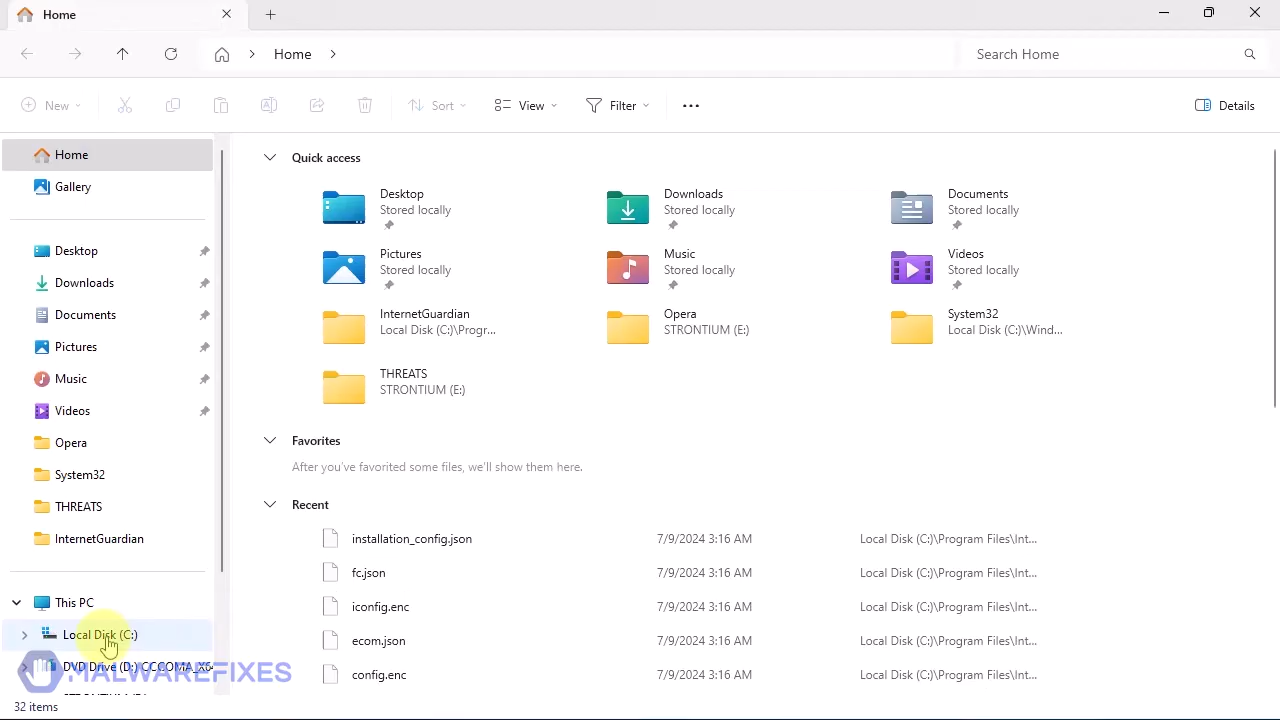 Home
Home
Search Home
New
Sort
View
Filter
Details
Home
Gallery
Desktop
Downloads
Documents
Pictures
Music
Videos
Opera
System32
THREATS
InternetGuardian
This PC
Local Disk (C:)
DVD Drive (D:) CCCOMA_X64
MALWAREFIXES
32 items
Quick access
Desktop
Stored locally
Downloads
Stored locally
Documents
Stored locally
Pictures
Stored locally
Music
Stored locally
Videos
Stored locally
InternetGuardian
Local Disk (C:)\Progr...
Opera
STRONTIUM (E:)
System32
Local Disk (C:)\Wind...
THREATS
STRONTIUM (E:)
Favorites
After you've favorited some files, we'll show them here.
Recent
installation_config.json 7/9/2024 3:16 AM Local Disk (C:)\Program Files\Int...
fc.json 7/9/2024 3:16 AM Local Disk (C:)\Program Files\Int...
iconfig.enc 7/9/2024 3:16 AM Local Disk (C:)\Program Files\Int...
ecom.json 7/9/2024 3:16 AM Local Disk (C:)\Program Files\Int...
config.enc 7/9/2024 3:16 AM Local Disk (C:)\Program Files\Int...